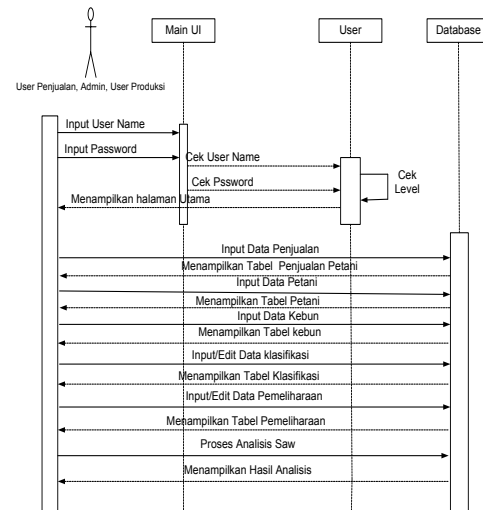 Main UI
User
Database
User Penjualan, Admin, User Produksi
Input User Name
Input Password
Cek User Name
Cek Pssword
Cek
Level
Menampilkan halaman Utama
Input Data Penjualan
Menampilkan Tabel Penjualan Petani
Input Data Petani
Menampilkan Tabel Petani
Input Data Kebun
Menampilkan Tabel kebun
Input/Edit Data klasifikasi
Menampilkan Tabel Klasifikasi
Input/Edit Data Pemeliharaan
Menampilkan Tabel Pemeliharaan
Proses Analisis Saw
Menampilkan Hasil Analisis